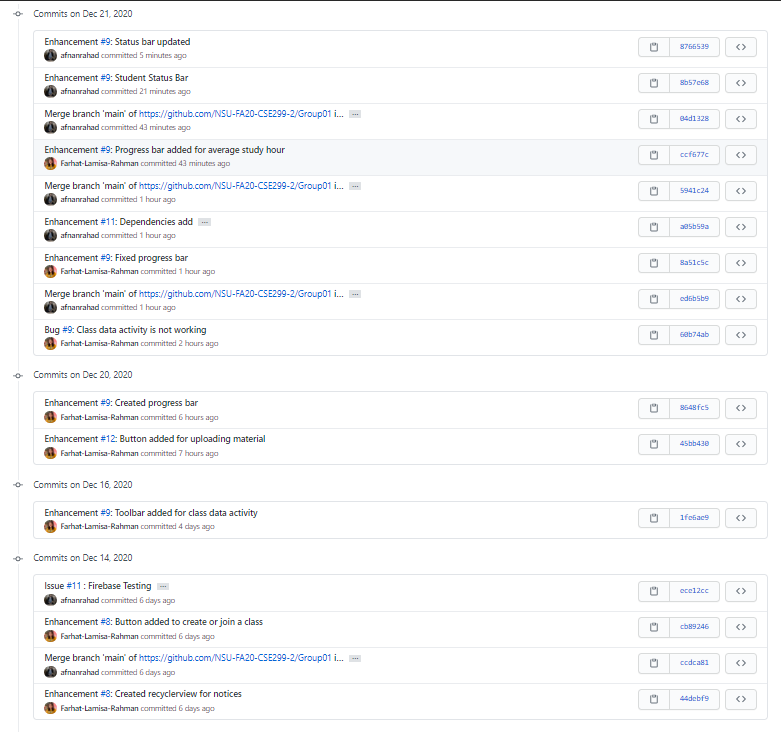 Commits on Dec 21, 2020
Enhancement #9: Status bar updated
afnanrahad committed 5 minutes ago
8766539
Enhancement #9: Student Status Bar
afnanrahad committed 21 minutes ago
8b57e68
Merge branch 'main' of https://github.com/NSU-FA20-CSE299-2/Group01 i...
afnanrahad committed 43 minutes ago
04d1328
Enhancement #9: Progress bar added for average study hour
Farhat-Lamisa-Rahman committed 43 minutes ago
ccf677c
Merge branch 'main' of https://github.com/NSU-FA20-CSE299-2/Group01 i...
afnanrahad committed 1 hour ago
5941c24
Enhancement #11: Dependencies add
afnanrahad committed 1 hour ago
a05b59a
Enhancement #9: Fixed progress bar
Farhat-Lamisa-Rahman committed 1 hour ago
8a51c5c
Merge branch 'main' of https://github.com/NSU-FA20-CSE299-2/Group01 i...
afnanrahad committed 1 hour ago
ed6b5b9
Bug #9: Class data activity is not working
Farhat-Lamisa-Rahman committed 2 hours ago
60b74ab
Commits on Dec 20, 2020
Enhancement #9: Created progress bar
Farhat-Lamisa-Rahman committed 6 hours ago
8648fc5
Enhancement #12: Button added for uploading material
Farhat-Lamisa-Rahman committed 7 hours ago
45bb430
Commits on Dec 16, 2020
Enhancement #9: Toolbar added for class data activity
Farhat-Lamisa-Rahman committed 4 days ago
1fe6ae9
Commits on Dec 14, 2020
Issue #11 : Firebase Testing
afnanrahad committed 6 days ago
ece12cc
Enhancement #8: Button added to create or join a class
Farhat-Lamisa-Rahman committed 6 days ago
cb89246
Merge branch 'main' of https://github.com/NSU-FA20-CSE299-2/Group01 i...
afnanrahad committed 6 days ago
ccdca81
Enhancement #8: Created recyclerview for notices
Farhat-Lamisa-Rahman committed 6 days ago
44debf9